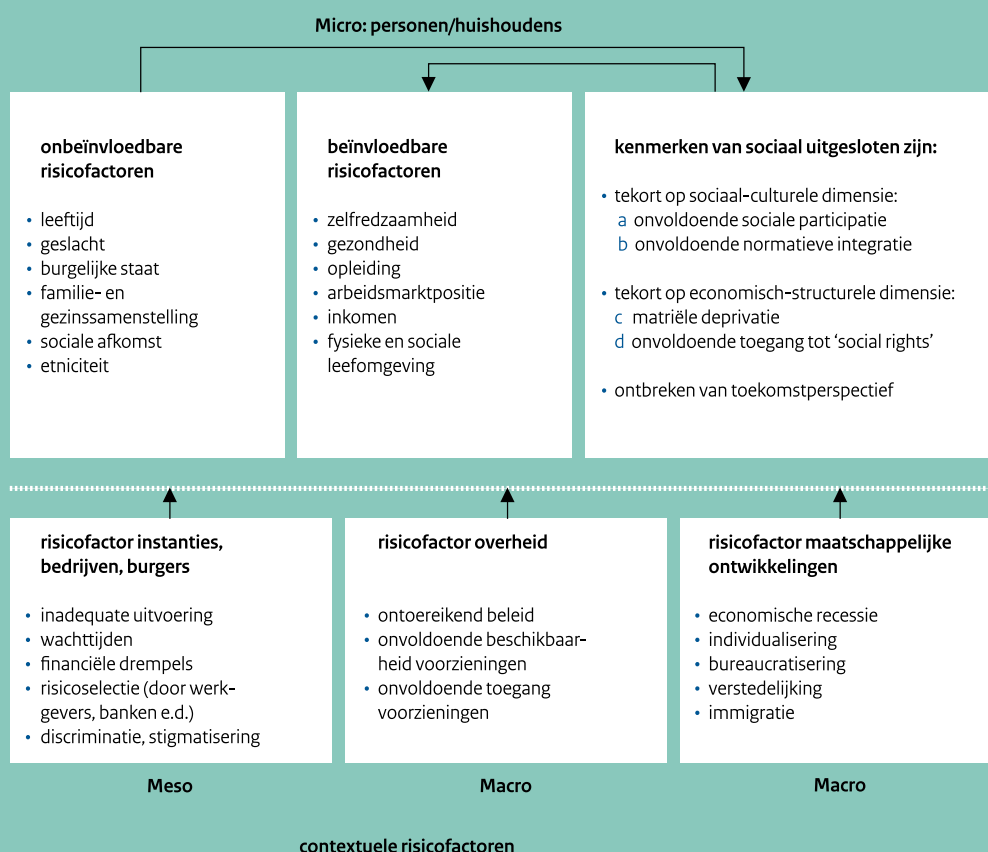 Micro: personen/huishoudens
onbeïnvloedbare
risicofactoren
• leeftijd
• geslacht
• burgelijke staat
• familie- en
gezinssamenstelling
• sociale afkomst
• etniciteit
beïnvloedbare
risicofactoren
• zelfredzaamheid
• gezondheid
• opleiding
• arbeidsmarktpositie
• inkomen
• fysieke en sociale
leefomgeving
kenmerken van sociaal uitgesloten zijn:
• tekort op sociaal-culturele dimensie:
a onvoldoende sociale participatie
b onvoldoende normatieve integratie
• tekort op economisch-structurele dimensie:
c matriële deprivatie
d onvoldoende toegang tot ‘social rights’
• ontbreken van toekomstperspectief
risicofactor instanties,
bedrijven, burgers
• inadequate uitvoering
• wachttijden
• financiële drempels
• risicoselectie (door werk-
gevers, banken e.d.)
• discriminatie, stigmatisering
risicofactor overheid
• ontoereikend beleid
• onvoldoende beschikbaar-
heid voorzieningen
• onvoldoende toegang
voorzieningen
risicofactor maatschappelijke
ontwikkelingen
• economische recessie
• individualisering
• bureaucratisering
• verstedelijking
• immigratie
Meso
Macro
Macro
contextuele risicofactoren